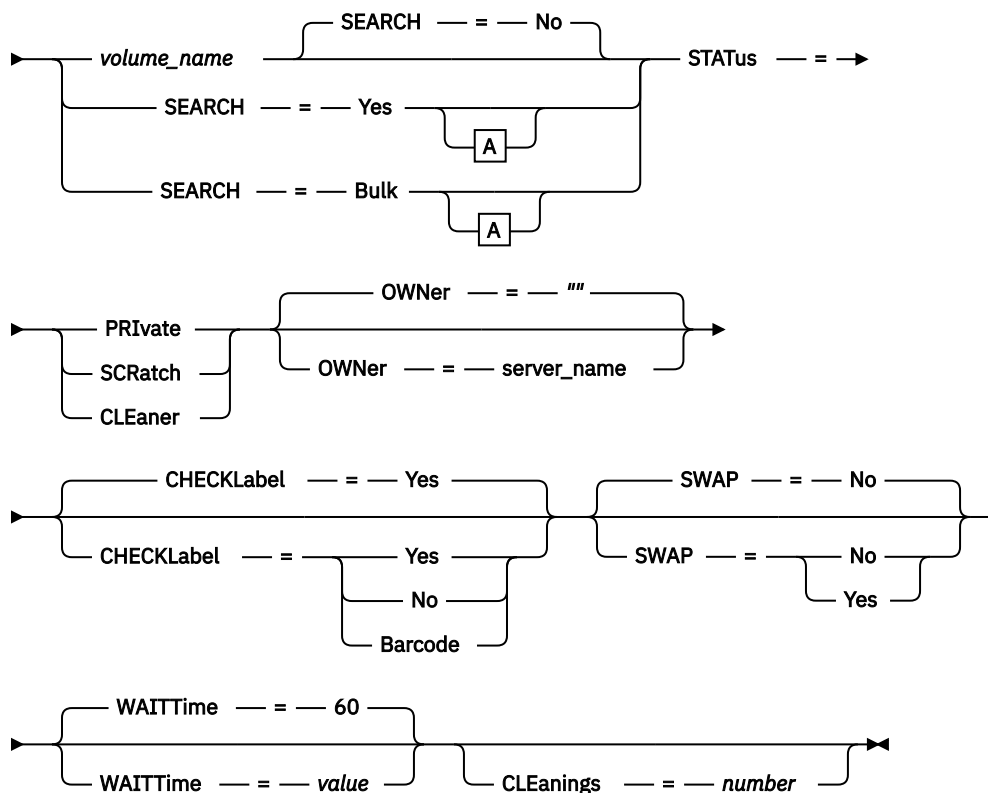 SEARCH = No
volume_name STATus =
SEARCH = Yes
A
SEARCH = Bulk
A
OWNer = ""
PRIvate
OWNer = server_name
SCRatch
CLEaner
CHECKLabel = Yes SWAP = No
CHECKLabel = Yes SWAP = No
No Yes
Barcode
WAITTime = 60
WAITTime = value CLEanings = number